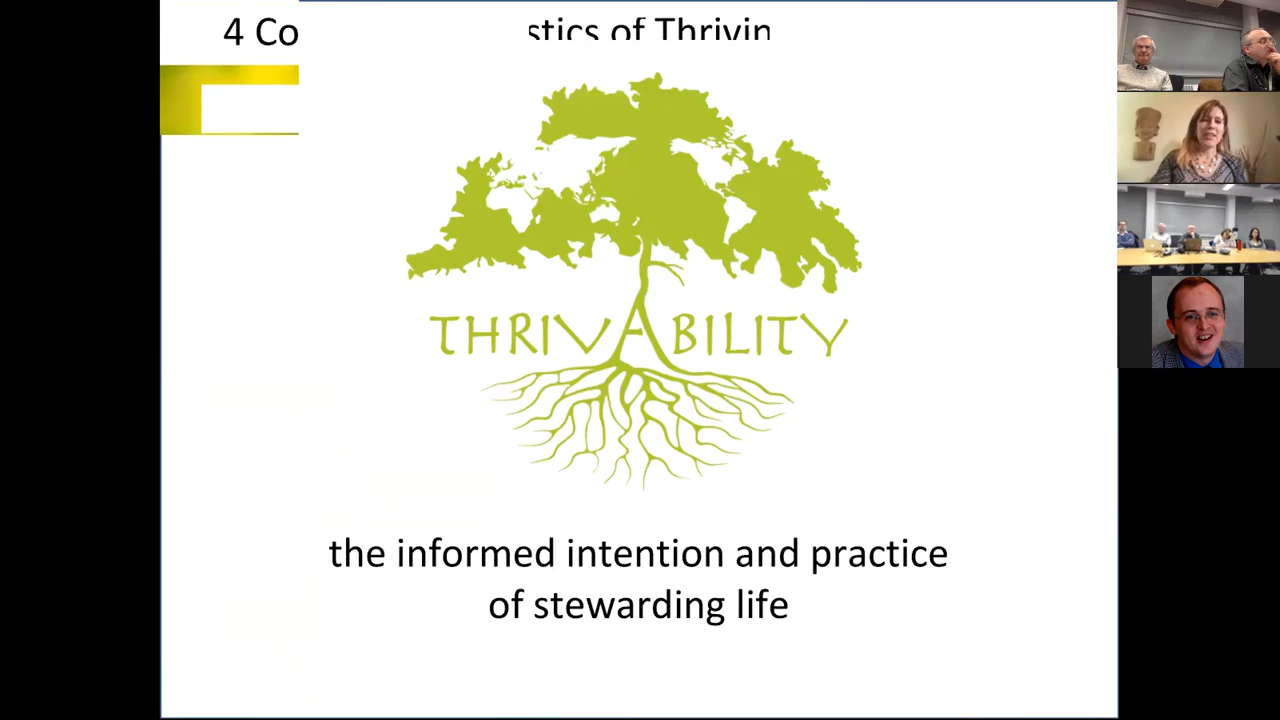 4 Co stics of Thrivin
THRIVABILITY
the informed intention and practice
of stewarding life